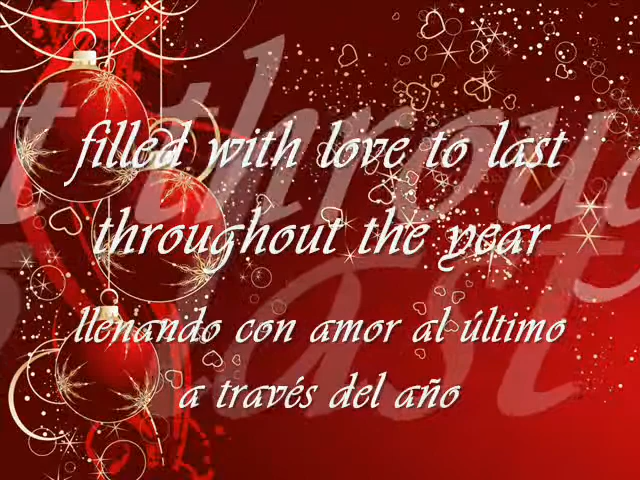 filled with love to last
throughout the year
llenando con amor al último
a través del año